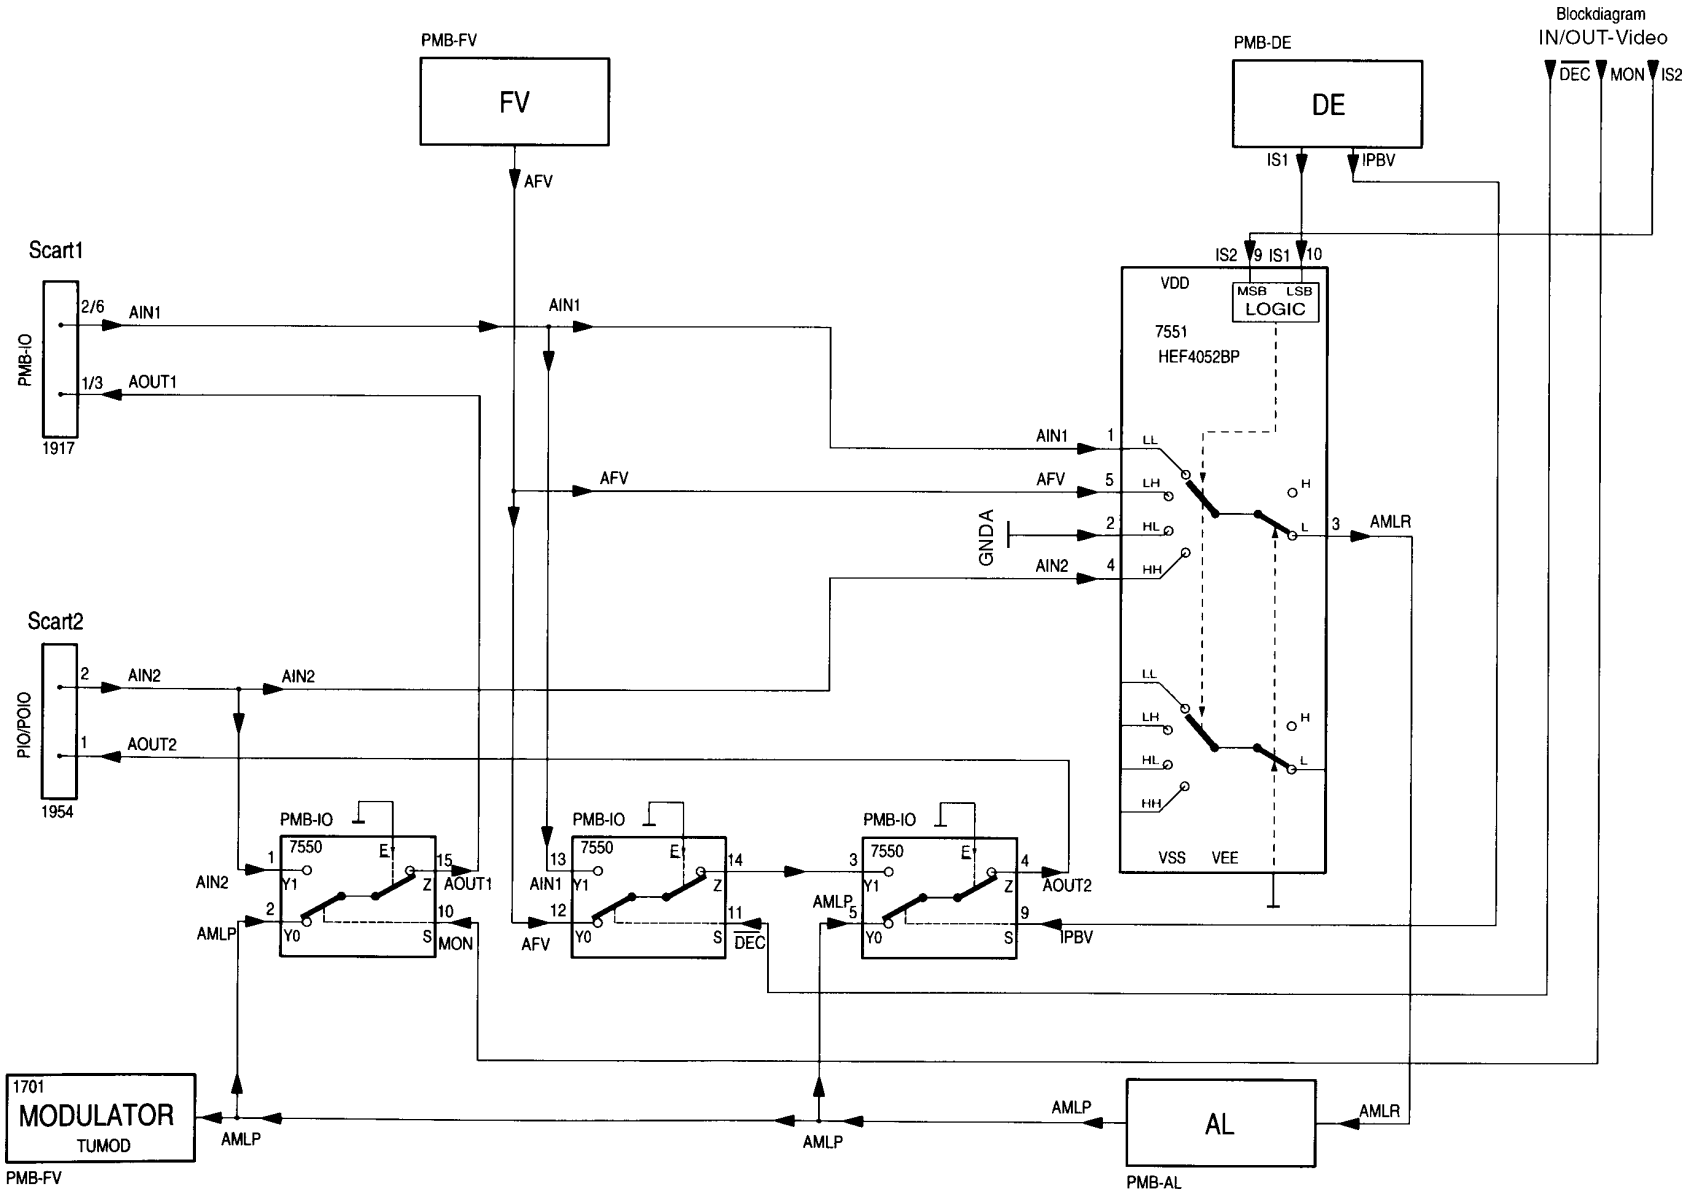 Blockdiagram
IN/OUT-Video
DEC MON IS2
PMB-FV
FV
AFV
PMB-DE
DE
IS1 IPBV
Scart1
2/6 AIN1
AIN1
1/3 AOUT1
PMB-IO
1917
IS2 9 IS1 10
VDD
MSB LSB
LOGIC
7551
HEF4052BP
AIN1 1 LL
AFV
AFV 5 LH
GNDA 2 HL
AIN2 4 HH
H
L 3 AMLR
LL
LH
HL
HH
H
L
VSS VEE
Scart2
2 AIN2
AIN2
1 AOUT2
PIO/POIO
1954
PMB-IO
7550
E
1
AIN2
Y1
15
Z
AOUT1
2
AMLP
Y0
10
S
MON
PMB-IO
7550
E
13
AIN1
Y1
14
Z
12
AFV
Y0
11
S
DEC
PMB-IO
7550
E
3
Y1
4
Z
AOUT2
AMLP
5
Y0
9
S
IPBV
1701
MODULATOR
TUMOD
PMB-FV
AMLP
AMLP
AMLP
AL
AMLR
PMB-AL